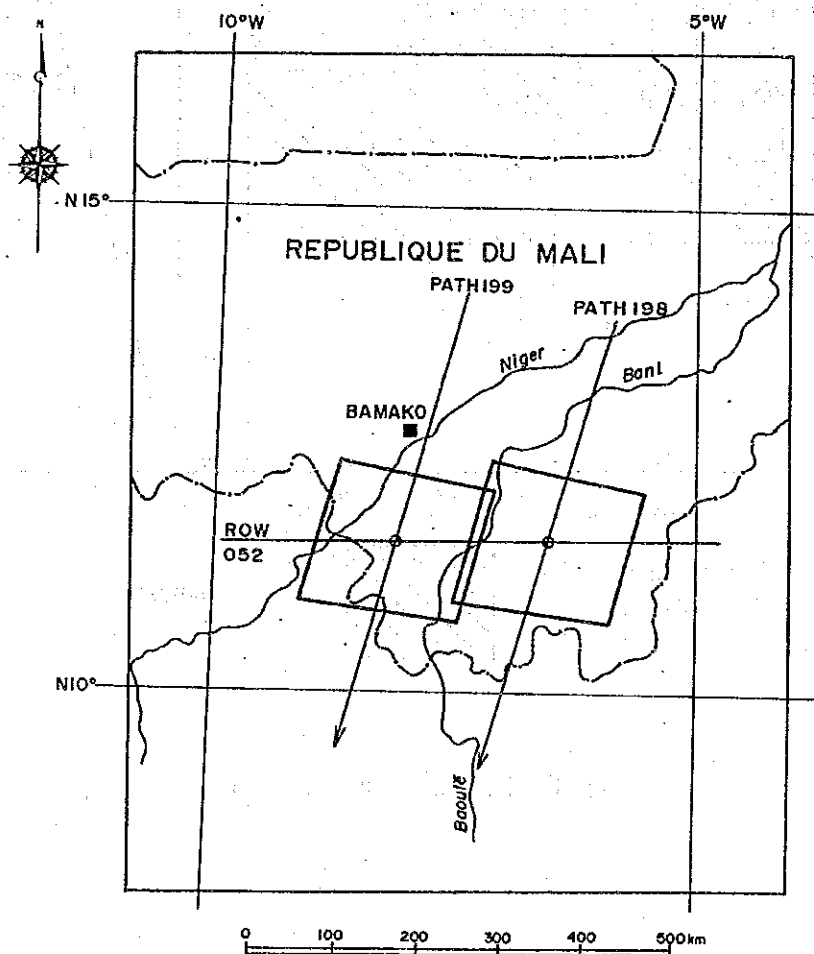 N
10°W
5°W
N15°
REPUBLIQUE DU MALI
PATH199
PATH198
Niger
Bani
BAMAKO
ROW
052
N10°
Baoulé
0 100 200 300 400 500km